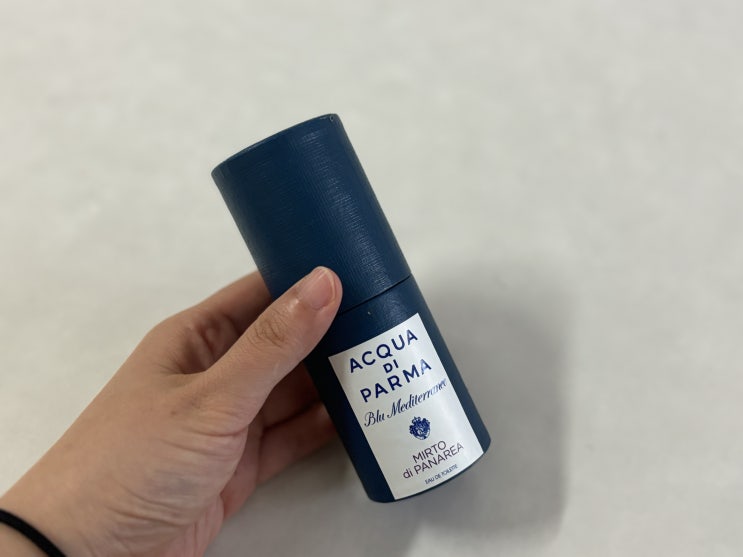 ACQUA
DI
PARMA
Blu Mediterraneo
MIRTO
di PANAREA
EAU DE TOILETTE